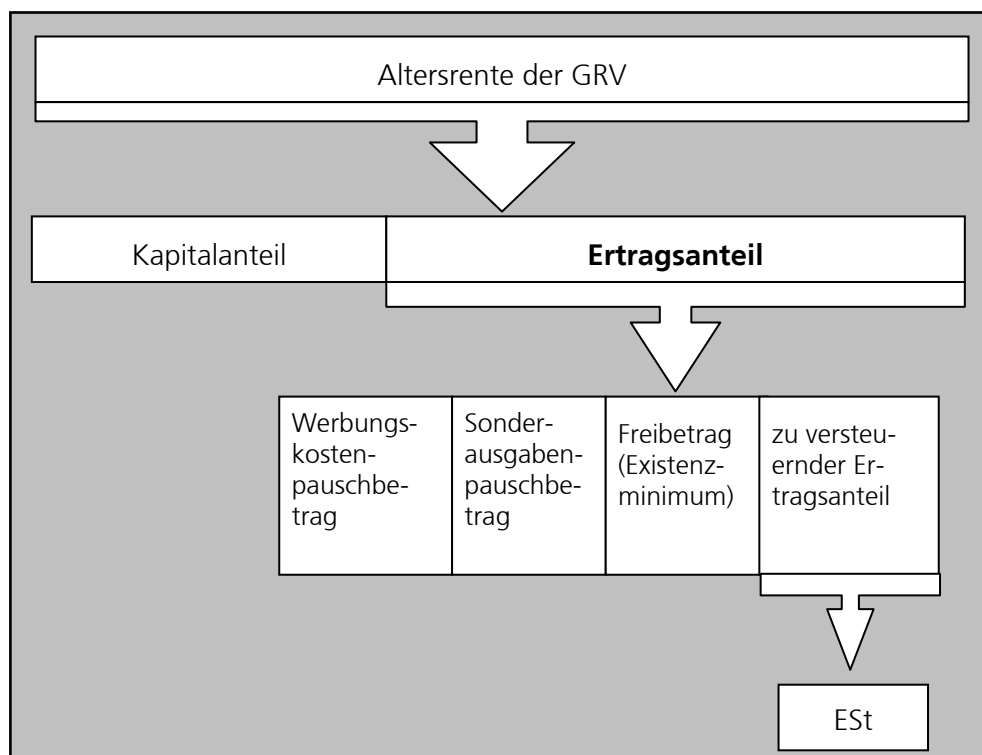 Altersrente der GRV
Kapitalanteil
Ertragsanteil
Werbungs-
kosten-
pauschbe-
trag
Sonder-
ausgaben-
pauschbe-
trag
Freibetrag
(Existenz-
minimum)
zu versteu-
ernder Er-
tragsanteil
ESt